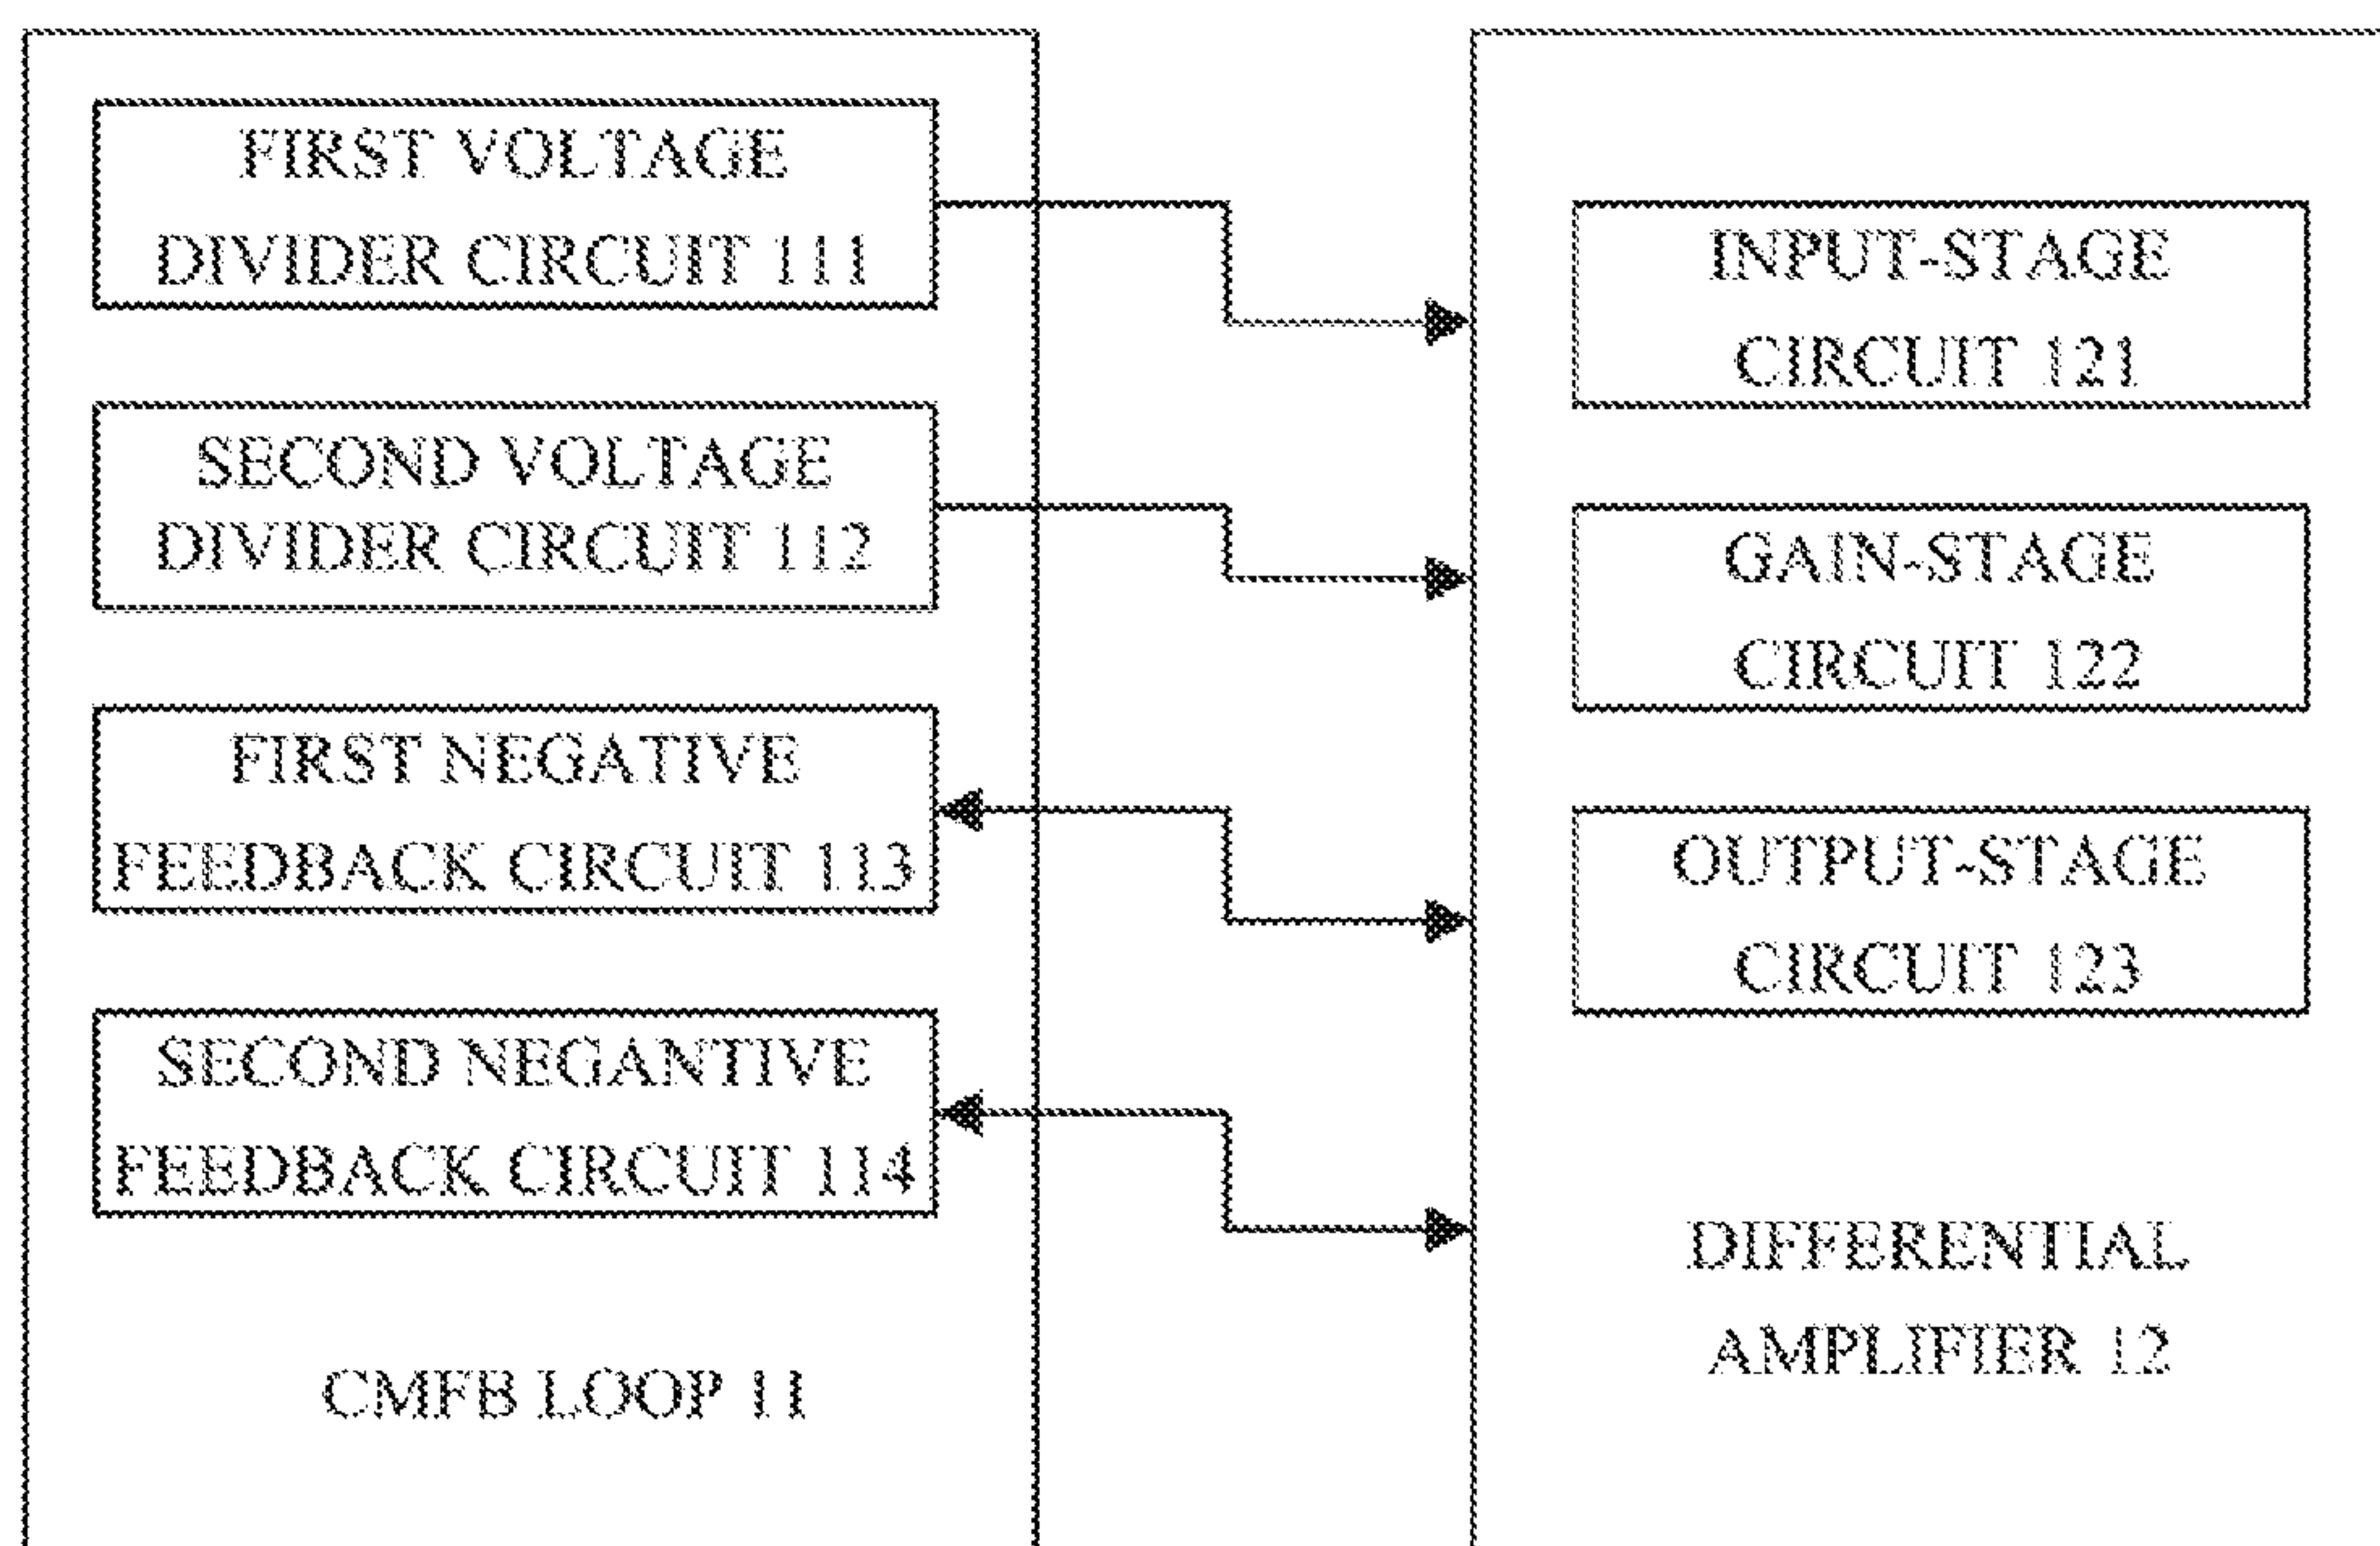 FIRST VOLTAGE
DIVIDER CIRCUIT 111
SECOND VOLTAGE
DIVIDER CIRCUIT 112
FIRST NEGATIVE
FEEDBACK CIRCUIT 113
SECOND NEGANTIVE
FEEDBACK CIRCUIT 114
CMFB LOOP 11
INPUT-STAGE
CIRCUIT 121
GAIN-STAGE
CIRCUIT 122
OUTPUT-STAGE
CIRCUIT 123
DIFFERENTIAL
AMPLIFIER 12